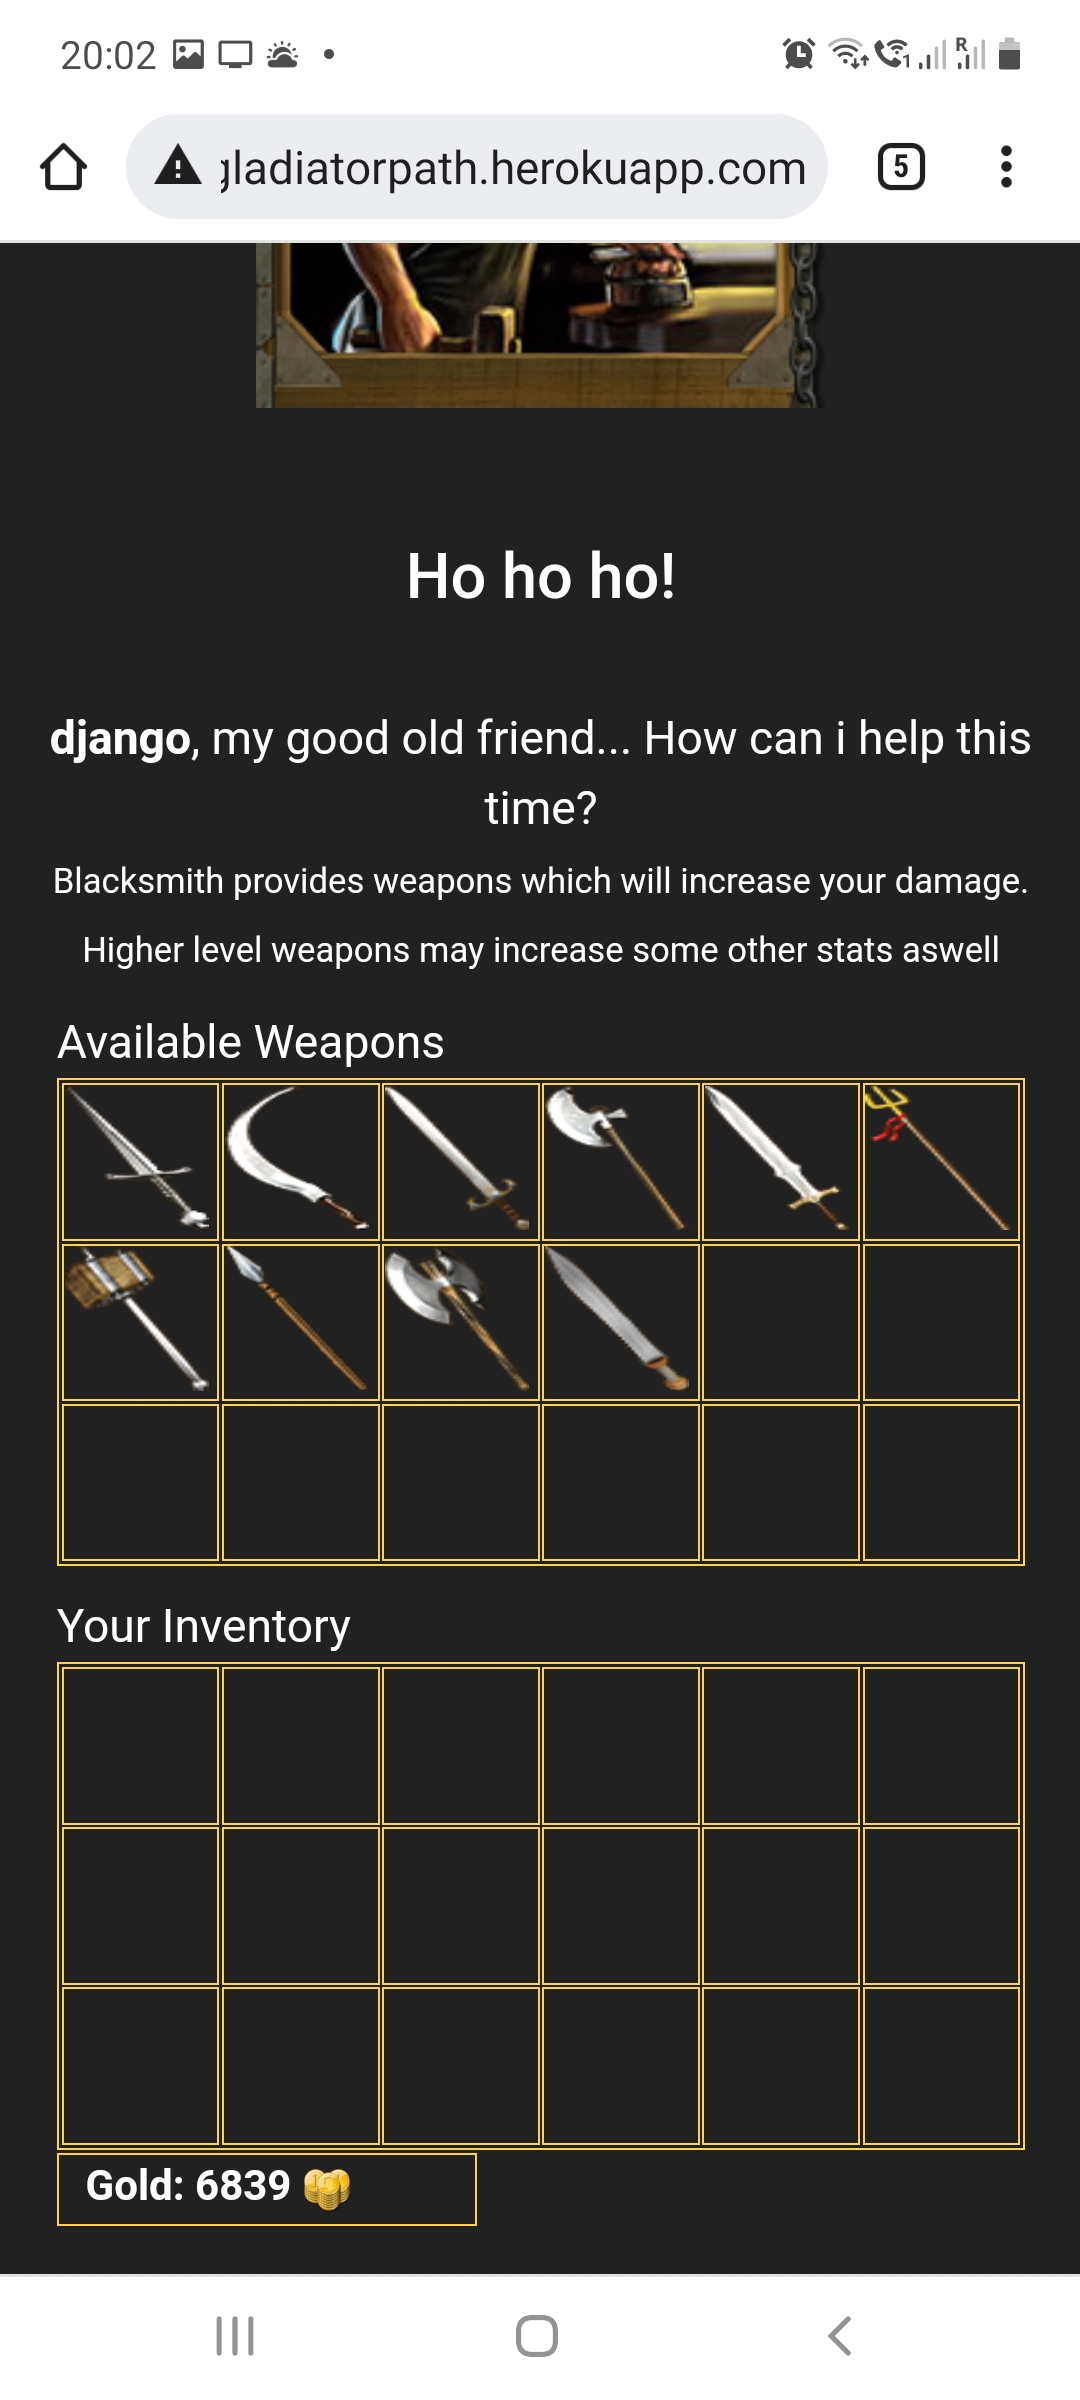 20:02
R
1
gladiatorpath.herokuapp.com
5
Ho ho ho!
django, my good old friend... How can i help this
time?
Blacksmith provides weapons which will increase your damage.
Higher level weapons may increase some other stats aswell
Available Weapons
Your Inventory
Gold: 6839